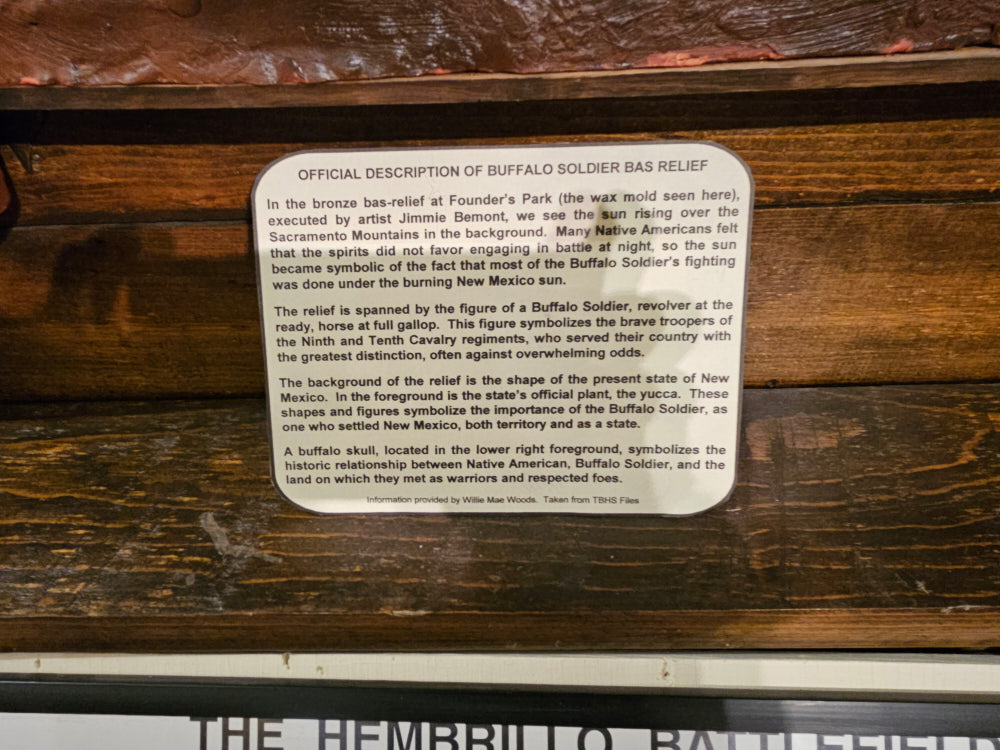 OFFICIAL DESCRIPTION OF BUFFALO SOLDIER BAS RELIEF
In the bronze bas-relief at Founder's Park (the wax mold seen here),
executed by artist Jimmie Bemont, we see the sun rising over the
Sacramento Mountains in the background. Many Native Americans felt
that the spirits did not favor engaging in battle at night, so the sun
became symbolic of the fact that most of the Buffalo Soldier's fighting
was done under the burning New Mexico sun.
The relief is spanned by the figure of a Buffalo Soldier, revolver at the
ready, horse at full gallop. This figure symbolizes the brave troopers of
the Ninth and Tenth Cavalry regiments, who served their country with
the greatest distinction, often against overwhelming odds.
The background of the relief is the shape of the present state of New
Mexico. In the foreground is the state's official plant, the yucca. These
shapes and figures symbolize the importance of the Buffalo Soldier, as
one who settled New Mexico, both territory and as a state.
A buffalo skull, located in the lower right foreground, symbolizes the
historic relationship between Native American, Buffalo Soldier, and the
land on which they met as warriors and respected foes.
Information provided by Willie Mae Woods. Taken from TBHS Files
THE HEMBRILLO BATTLEFIELD